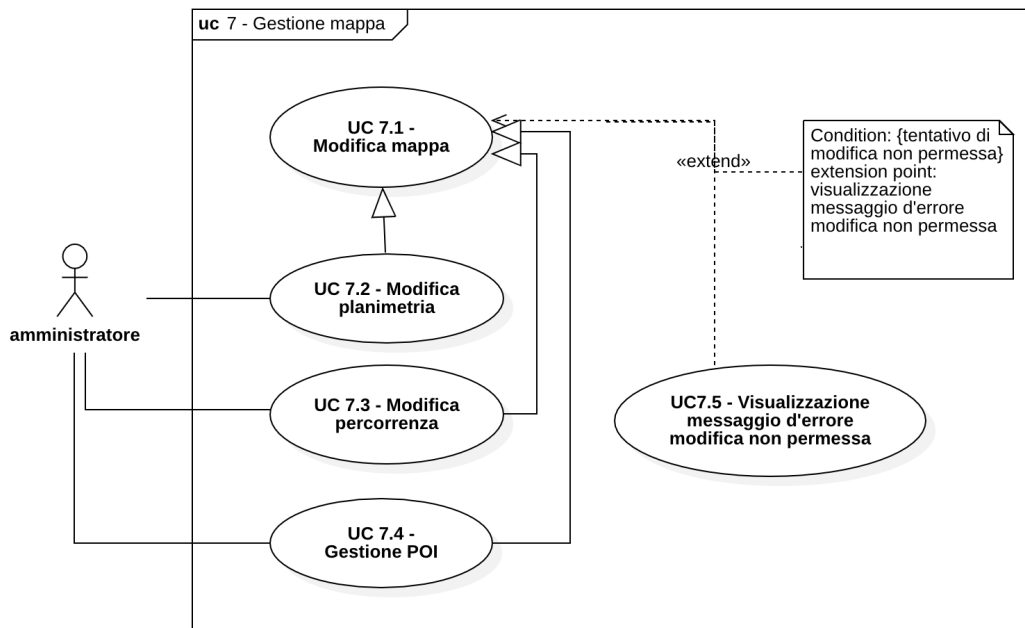 uc 7 - Gestione mappa
UC 7.1 -
Modifica mappa
«extend»
Condition: {tentativo di
modifica non permessa}
extension point:
visualizzazione
messaggio d'errore
modifica non permessa
UC 7.2 - Modifica
planimetria
amministratore
UC 7.3 - Modifica
percorrenza
UC7.5 - Visualizzazione
messaggio d'errore
modifica non permessa
UC 7.4 -
Gestione POI